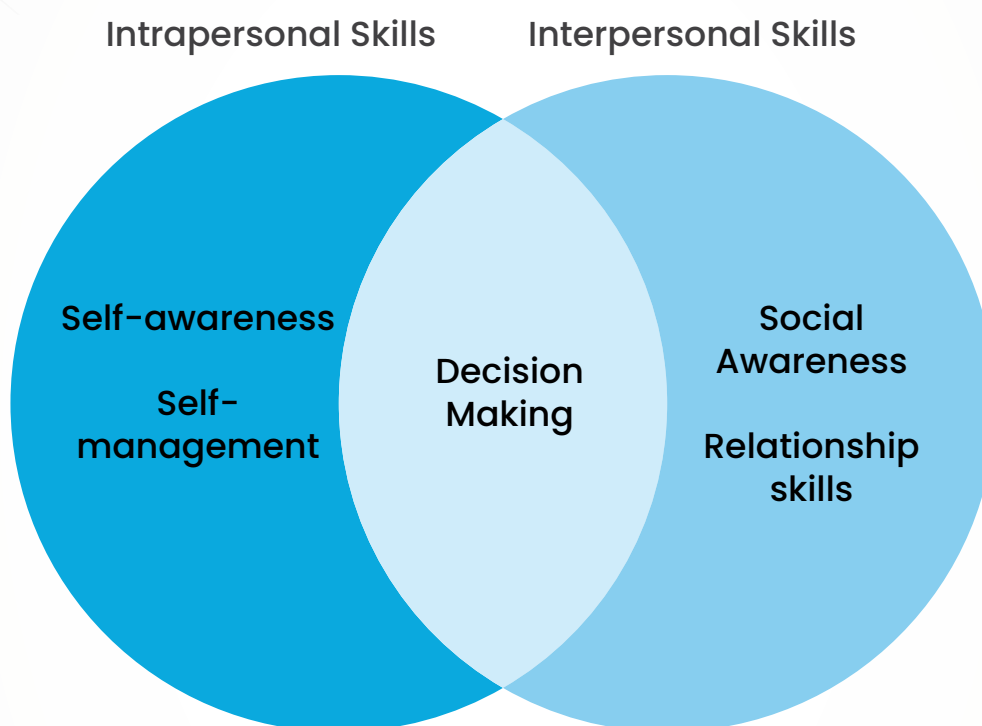 Intrapersonal Skills
Interpersonal Skills
Self-awareness
Self-
management
Decision
Making
Social
Awareness
Relationship
skills